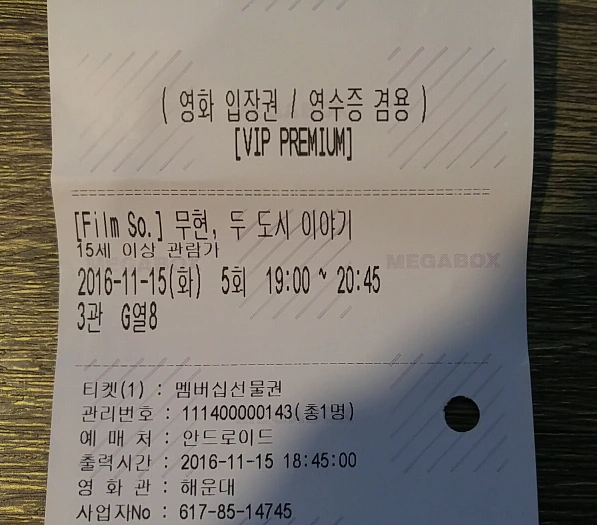 ( 영화 입장권 / 영수증 겸용 )
[VIP PREMIUM]
[Film So.] 무현, 두 도시 이야기
15세 이상 관람가
MEGABOX
2016-11-15(화) 5회 19:00 ~ 20:45
3관 G열8
티켓(1) : 멤버십선물권
관리번호 : 111400000143(총1명)
예 매 처 : 안드로이드
출력시간 : 2016-11-15 18:45:00
영 화 관 : 해운대
사업자No : 617-85-14745